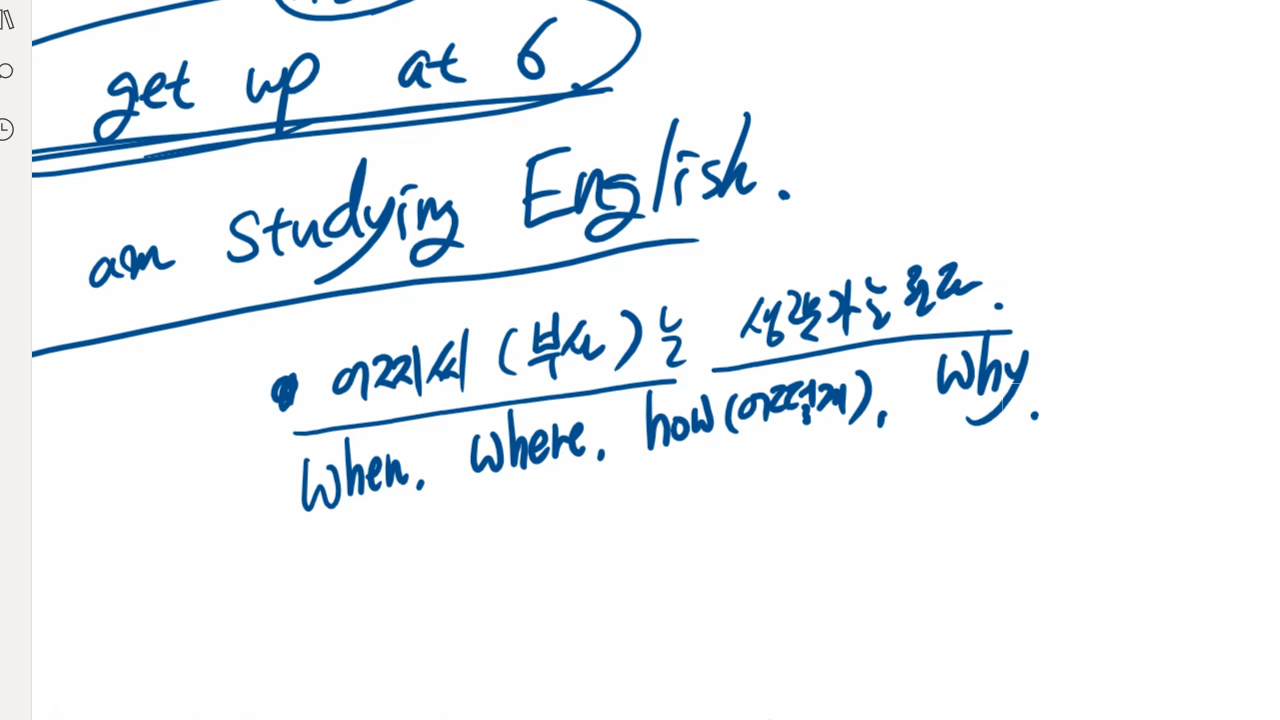 get up at 6
am studying English.
• 어찌씨 (부사)는 생략가능요소.
When. where. how(어떻게). why.